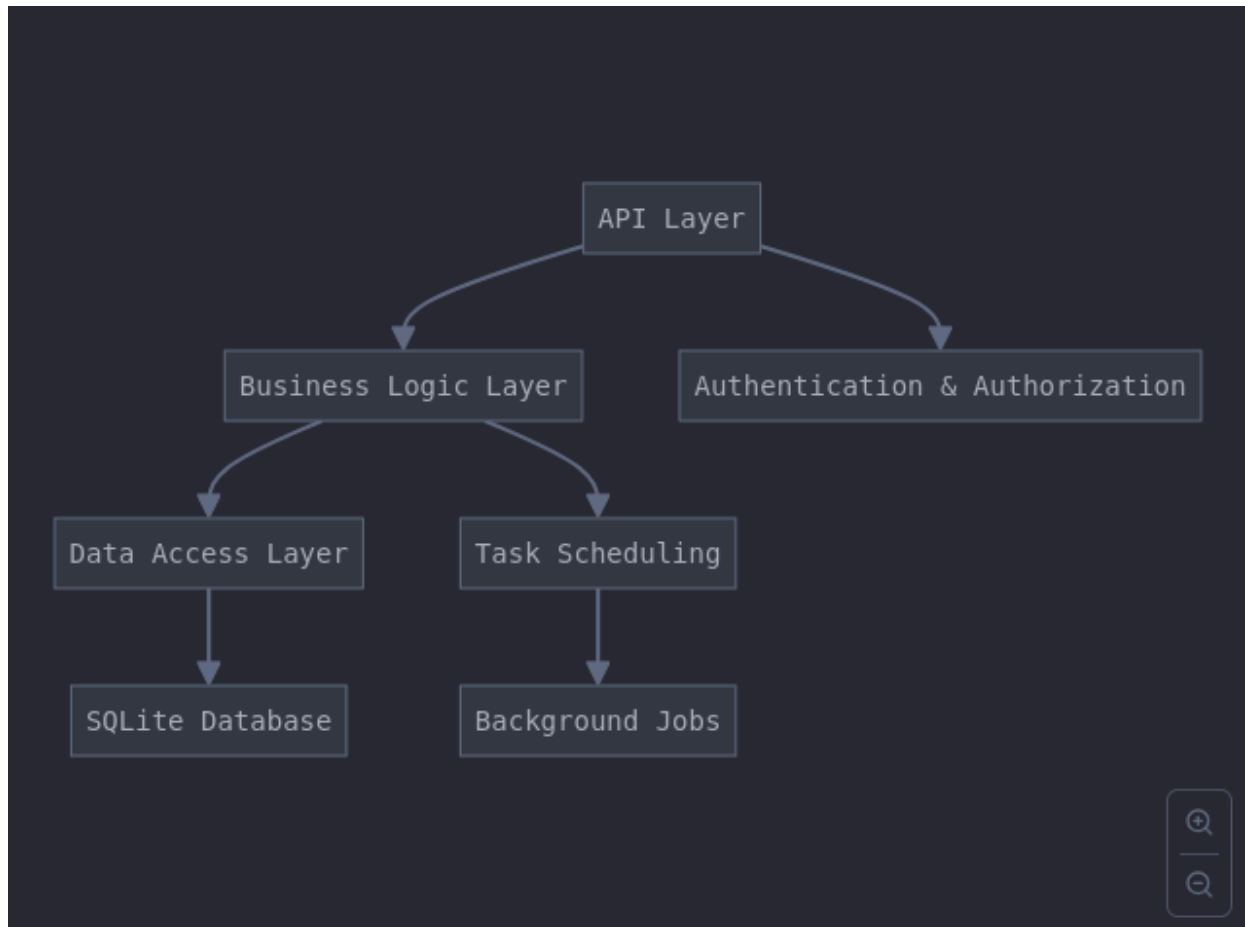 API Layer
Business Logic Layer
Authentication & Authorization
Data Access Layer
Task Scheduling
SQLite Database
Background Jobs